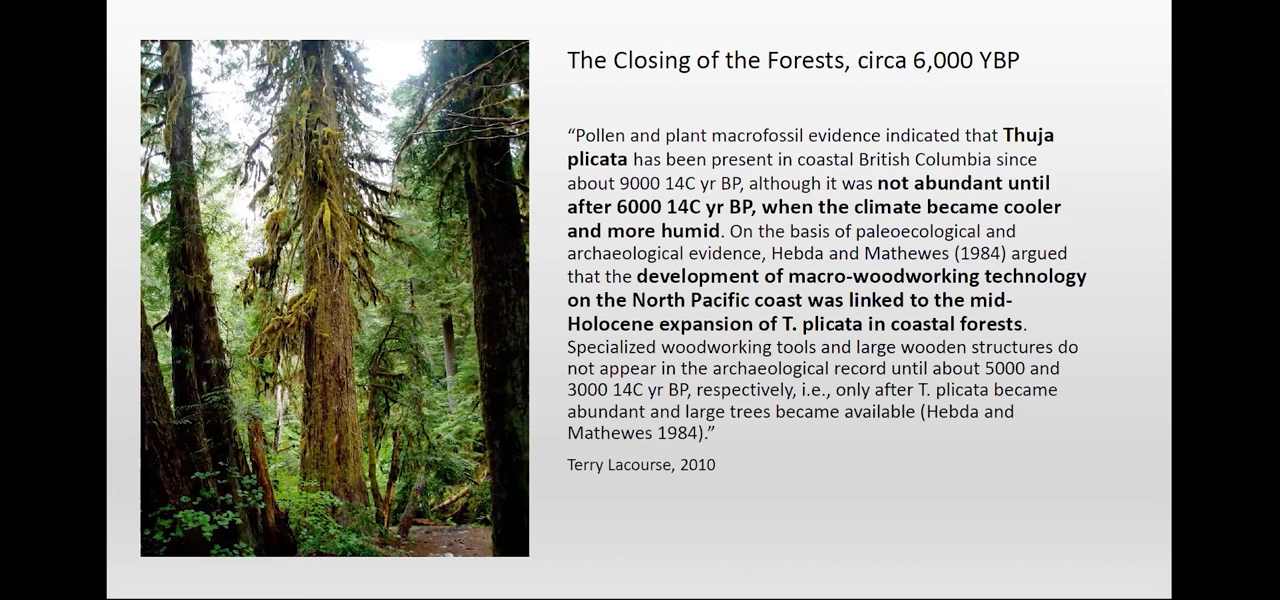 The Closing of the Forests, circa 6,000 YBP
“Pollen and plant macrofossil evidence indicated that Thuja
plicata has been present in coastal British Columbia since
about 9000 14C yr BP, although it was not abundant until
after 6000 14C yr BP, when the climate became cooler
and more humid. On the basis of paleoecological and
archaeological evidence, Hebda and Mathewes (1984) argued
that the development of macro-woodworking technology
on the North Pacific coast was linked to the mid-
Holocene expansion of T. plicata in coastal forests.
Specialized woodworking tools and large wooden structures do
not appear in the archaeological record until about 5000 and
3000 14C yr BP, respectively, i.e., only after T. plicata became
abundant and large trees became available (Hebda and
Mathewes 1984).”
Terry Lacourse, 2010